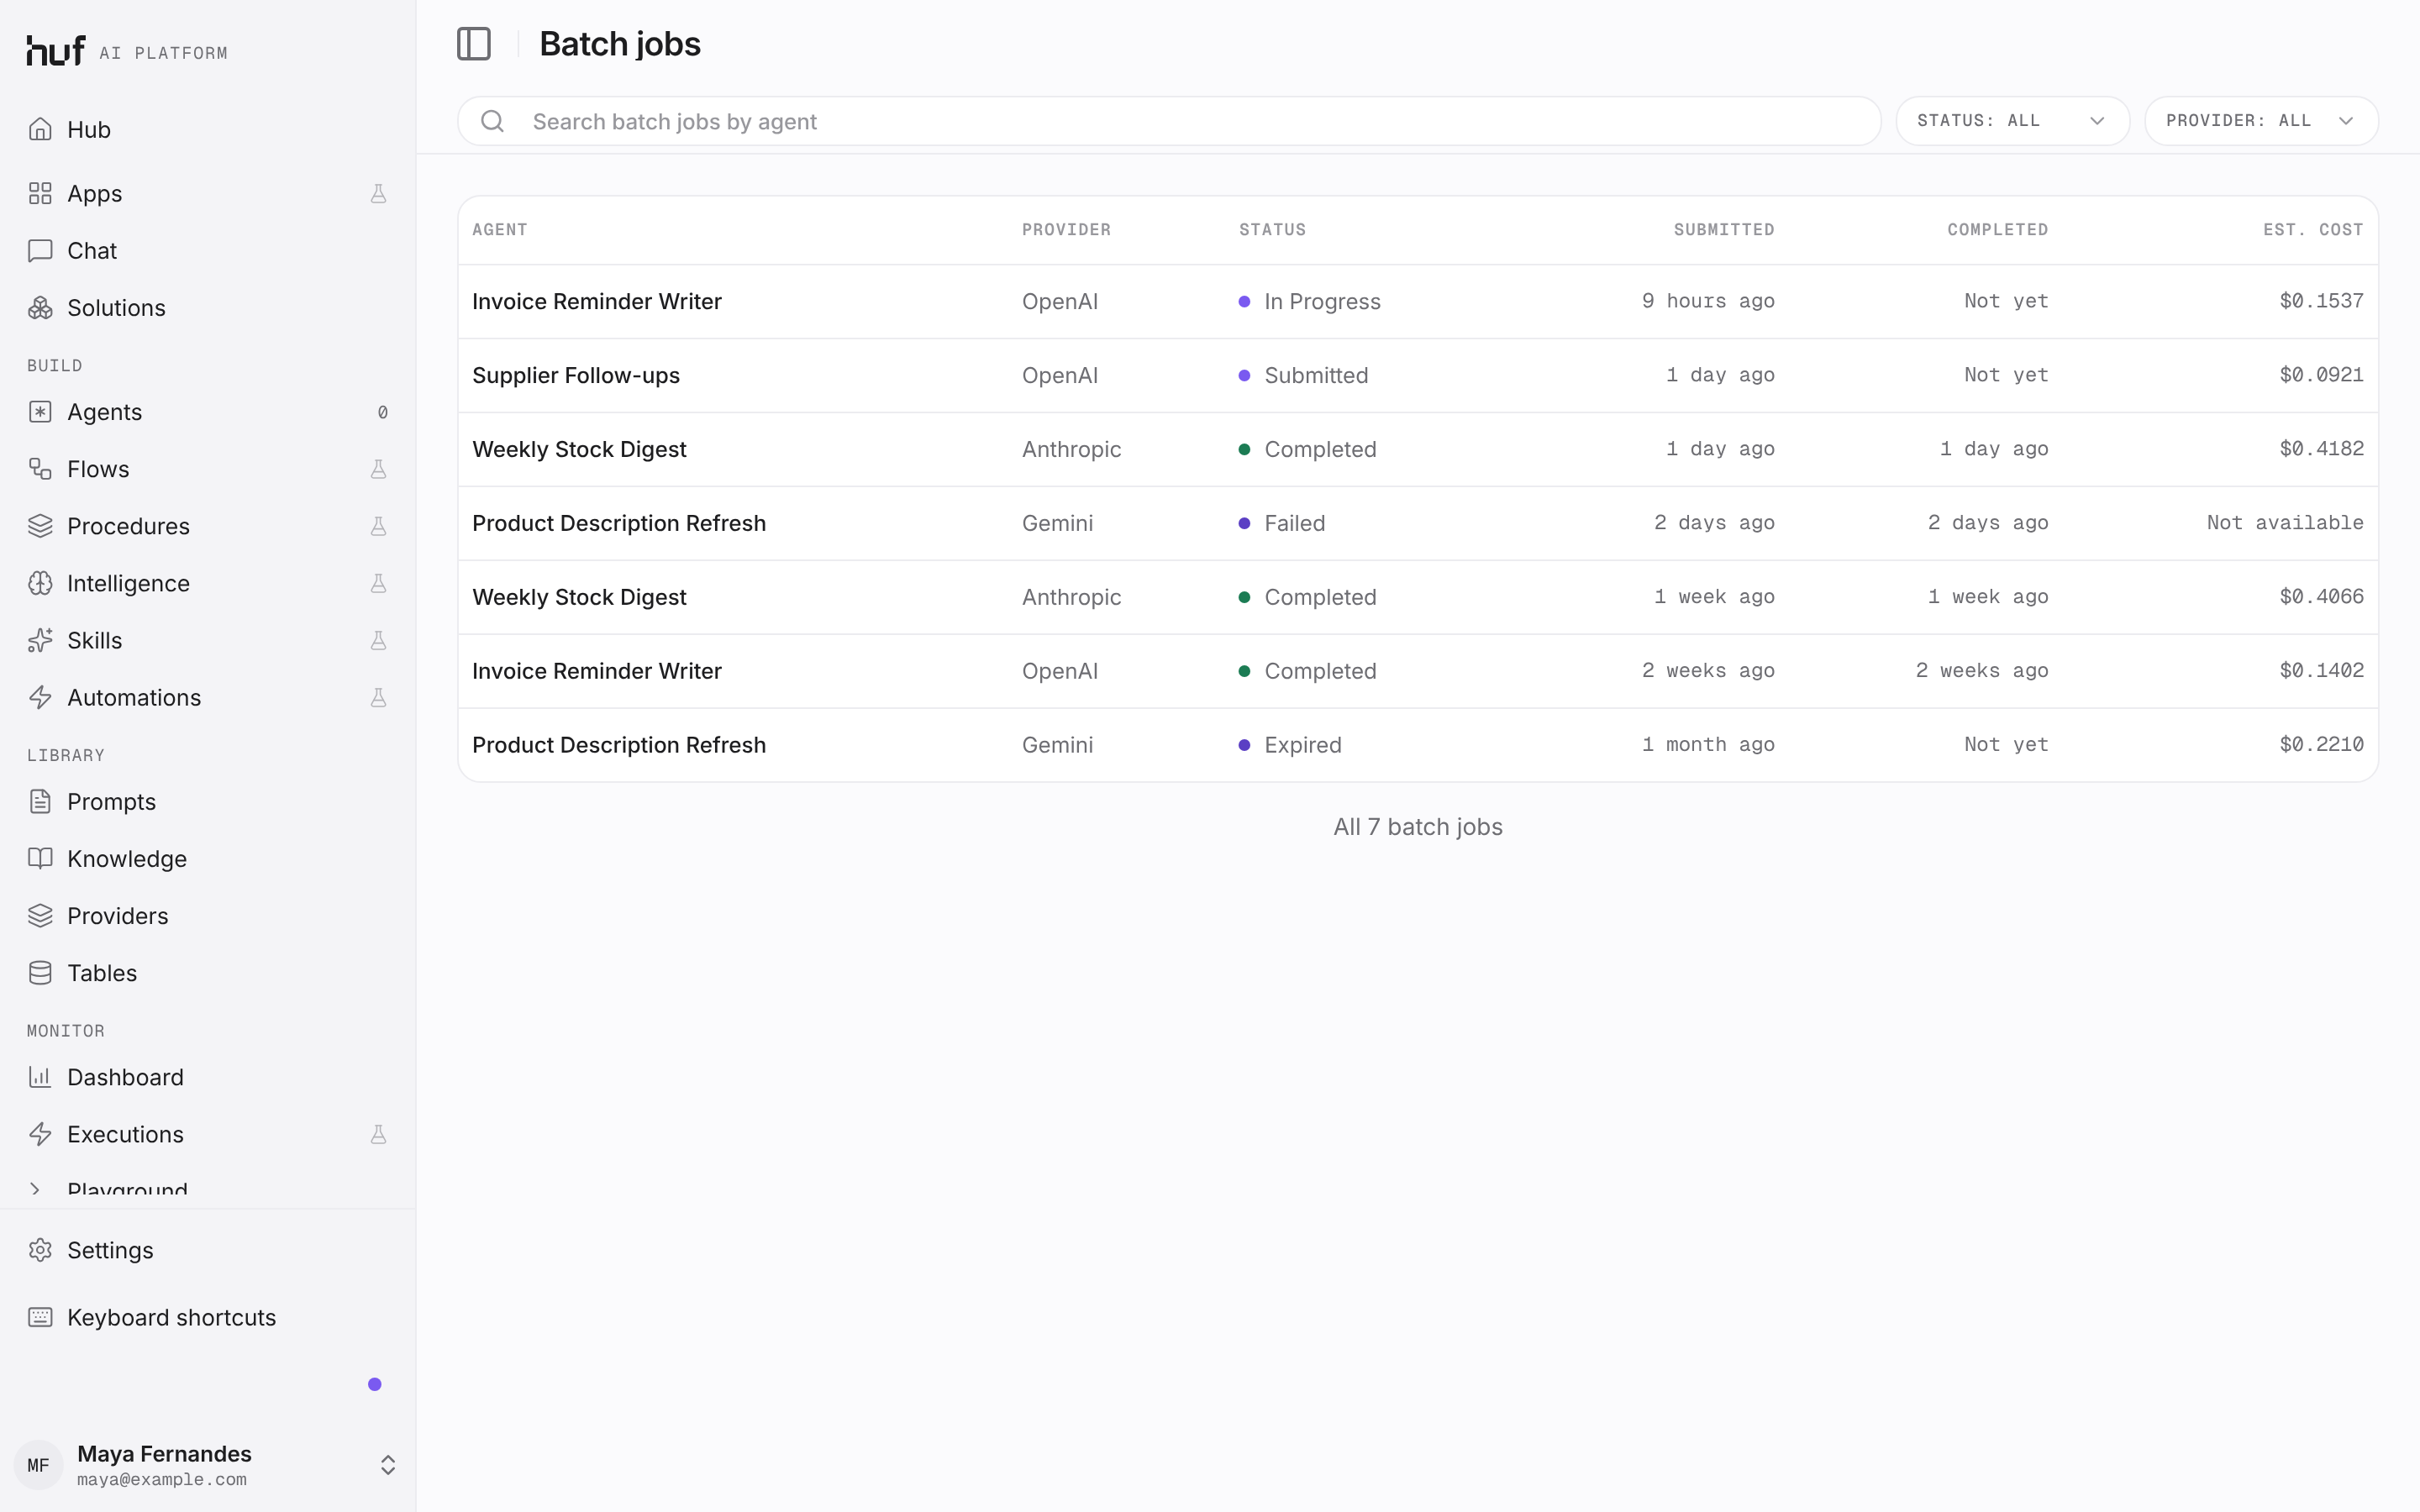 huf AI PLATFORM
Hub
Apps
Chat
Solutions
BUILD
Agents 0
Flows
Procedures
Intelligence
Skills
Automations
LIBRARY
Prompts
Knowledge
Providers
Tables
MONITOR
Dashboard
Executions
Playground
Settings
Keyboard shortcuts
MF Maya Fernandes
maya@example.com
Batch jobs
Search batch jobs by agent STATUS: ALL PROVIDER: ALL
AGENT PROVIDER STATUS SUBMITTED COMPLETED EST. COST
Invoice Reminder Writer OpenAI In Progress 9 hours ago Not yet $0.1537
Supplier Follow-ups OpenAI Submitted 1 day ago Not yet $0.0921
Weekly Stock Digest Anthropic Completed 1 day ago 1 day ago $0.4182
Product Description Refresh Gemini Failed 2 days ago 2 days ago Not available
Weekly Stock Digest Anthropic Completed 1 week ago 1 week ago $0.4066
Invoice Reminder Writer OpenAI Completed 2 weeks ago 2 weeks ago $0.1402
Product Description Refresh Gemini Expired 1 month ago Not yet $0.2210
All 7 batch jobs